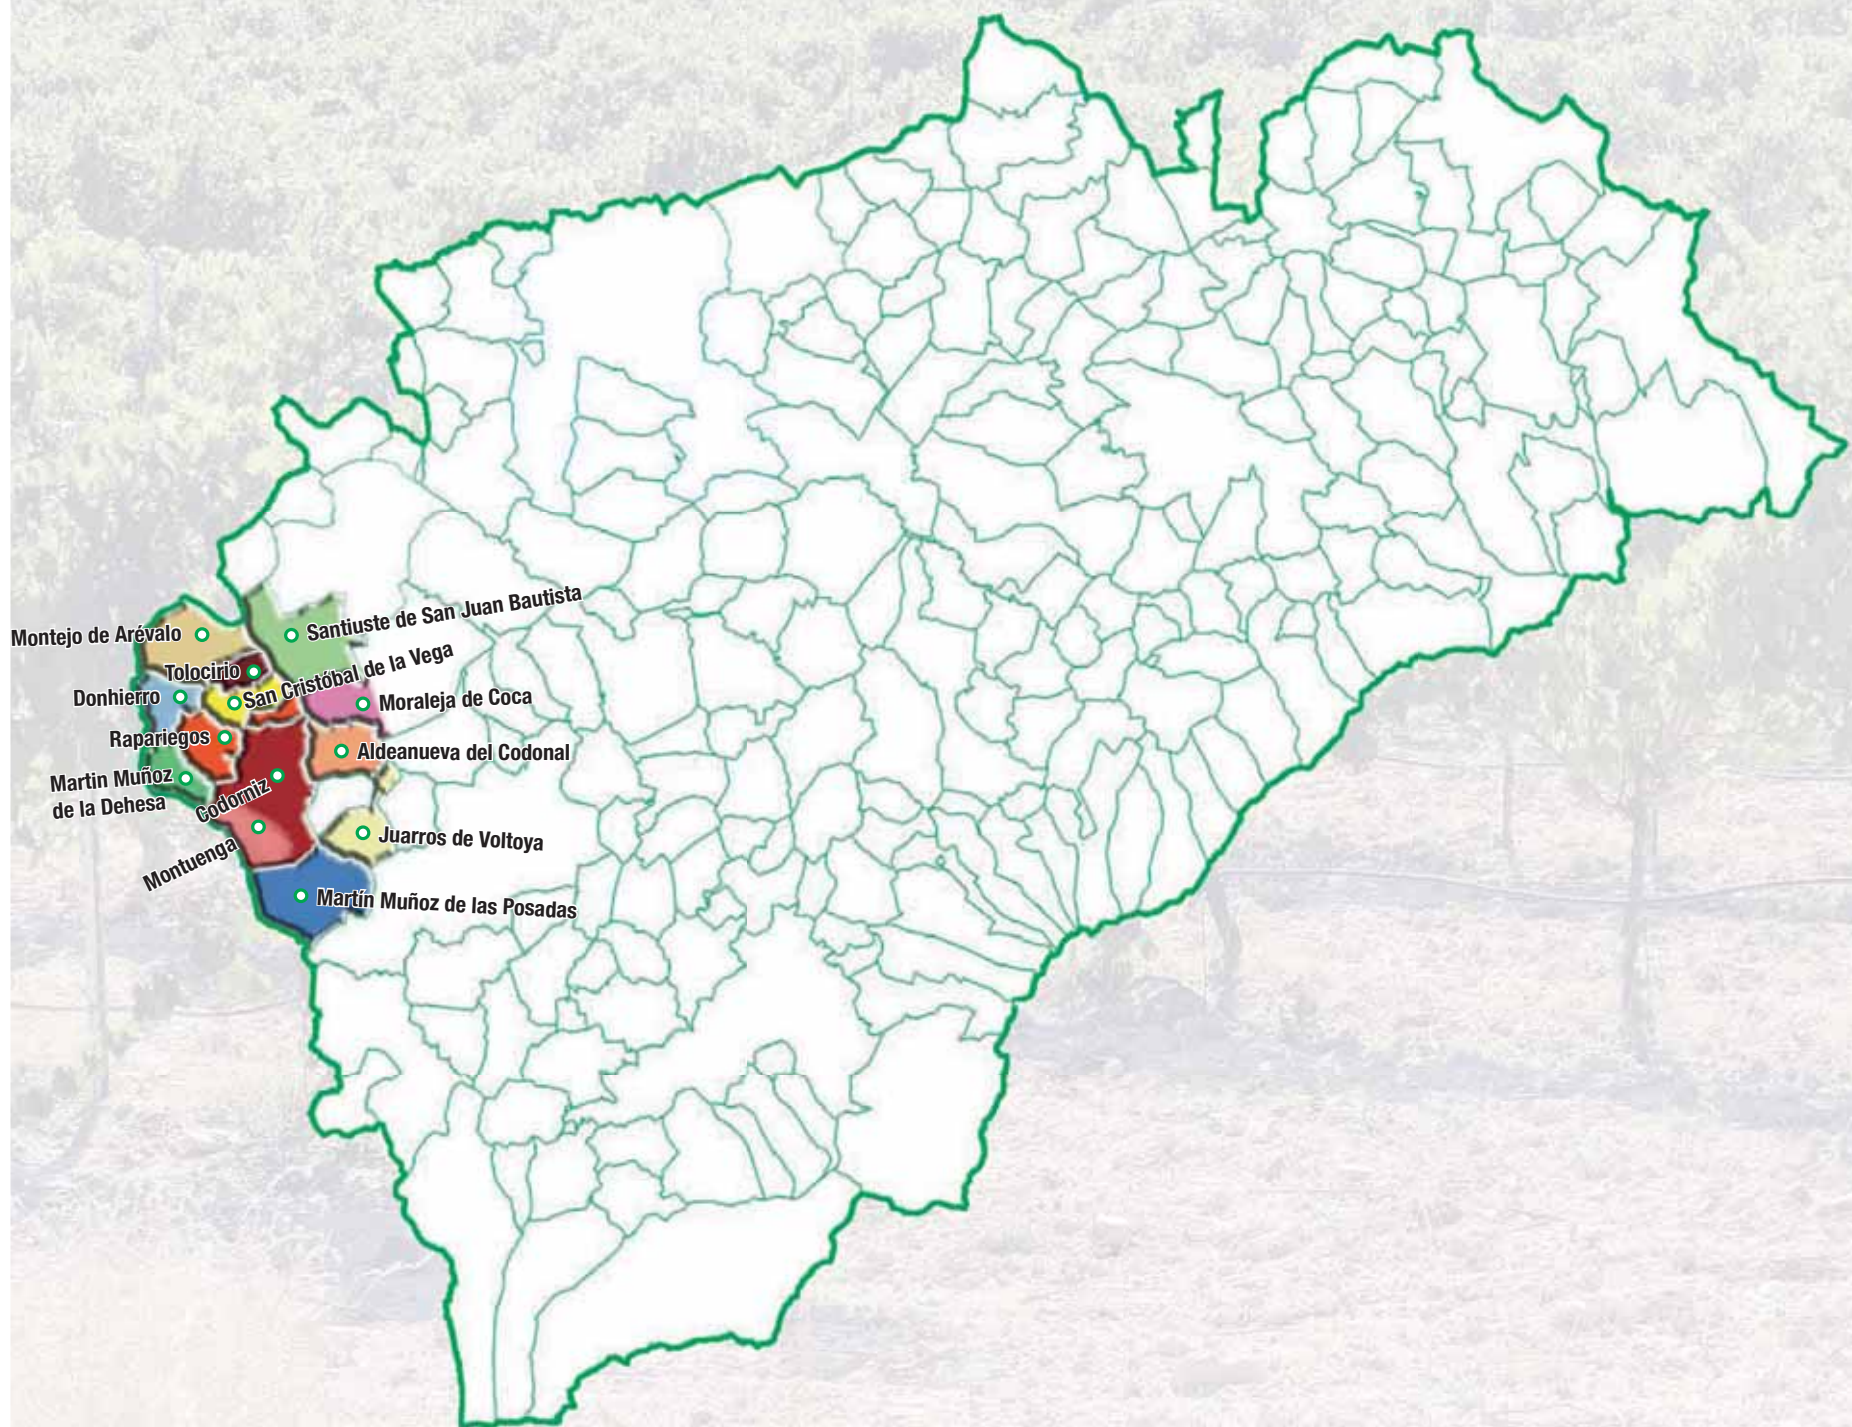 Santiuste de San Juan Bautista
Montejo de Arévalo
Tolocirio
San Cristóbal de la Vega
Donhierro
Moraleja de Coca
Rapariegos
Aldeanueva del Codonal
Martin Muñoz
de la Dehesa
Codorniz
Juarros de Voltoya
Montuenga
Martín Muñoz de las Posadas